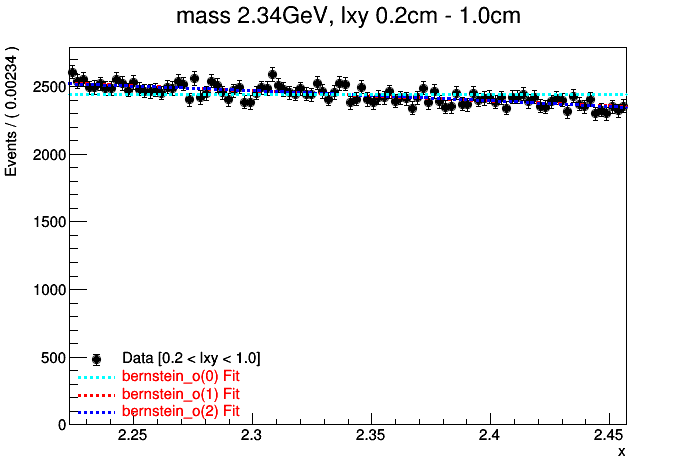 mass 2.34GeV, lxy 0.2cm - 1.0cm
Events / ( 0.00234 )
2500
2000
1500
1000
500
0
Data [0.2 < lxy < 1.0]
bernstein_o(0) Fit
bernstein_o(1) Fit
bernstein_o(2) Fit
2.25
2.3
2.35
2.4
2.45
x